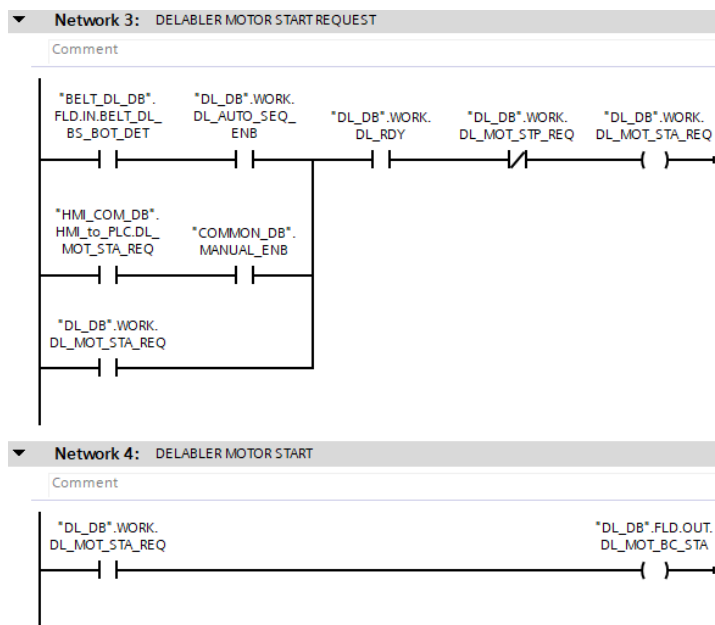 Network 3: DELABLER MOTOR START REQUEST
Comment
"BELT_DL_DB".
FLD.IN.BELT_DL_
BS_BOT_DET
"DL_DB".WORK.
DL_AUTO_SEQ_
ENB
"DL_DB".WORK.
DL_RDY
"DL_DB".WORK.
DL_MOT_STP_REQ
"DL_DB".WORK.
DL_MOT_STA_REQ
"HMI_COM_DB".
HMI_to_PLC.DL_
MOT_STA_REQ
"COMMON_DB".
MANUAL_ENB
"DL_DB".WORK.
DL_MOT_STA_REQ
Network 4: DELABLER MOTOR START
Comment
"DL_DB".WORK.
DL_MOT_STA_REQ
"DL_DB".FLD.OUT.
DL_MOT_BC_STA